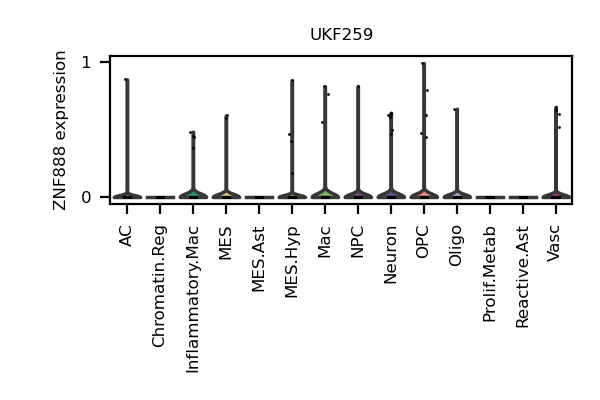 UKF259
ZNF888 expression
1
0
AC
Chromatin.Reg
Inflammatory.Mac
MES
MES.Ast
MES.Hyp
Mac
NPC
Neuron
OPC
Oligo
Prolif.Metab
Reactive.Ast
Vasc